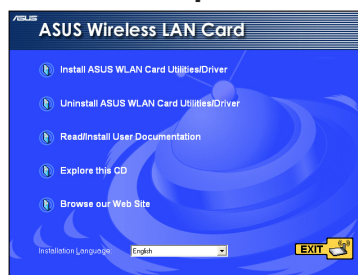 ASUS
ASUS Wireless LAN Card
Install ASUS WLAN Card Utilities/Driver
Uninstall ASUS WLAN Card Utilities/Driver
Read/Install User Documentation
Explore this CD
Browse our Web Site
Installation Language: English
EXIT